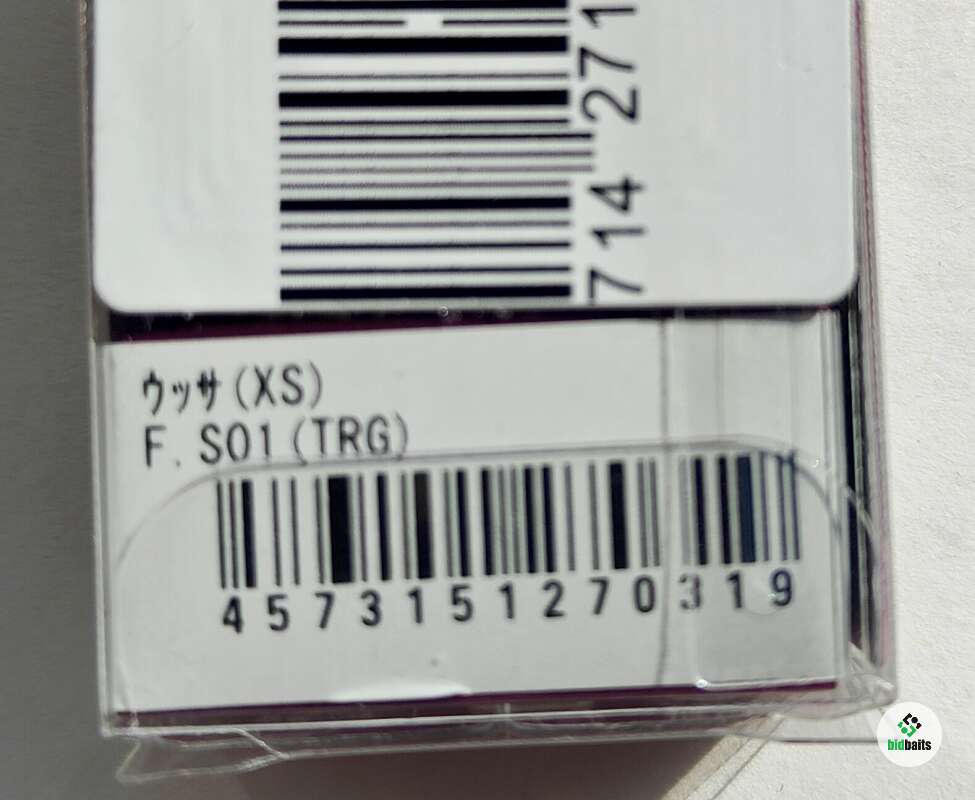 714 271
ウッサ(XS)
F.S01(TRG)
4573151270319
bidbaits